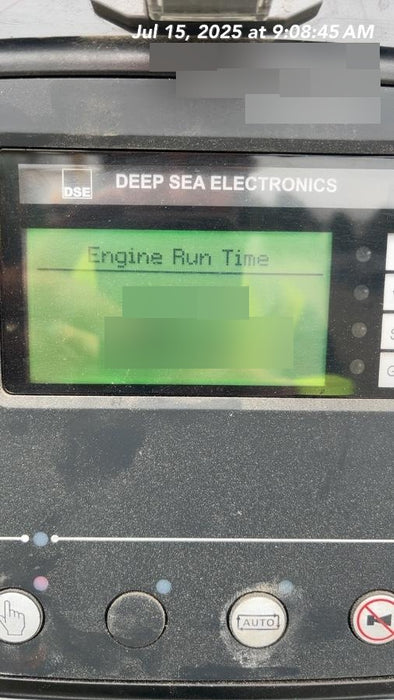 Jul 15, 2025 at 9:08:45 AM
DSE
DEEP SEA ELECTRONICS
Engine Run Time
AUTO